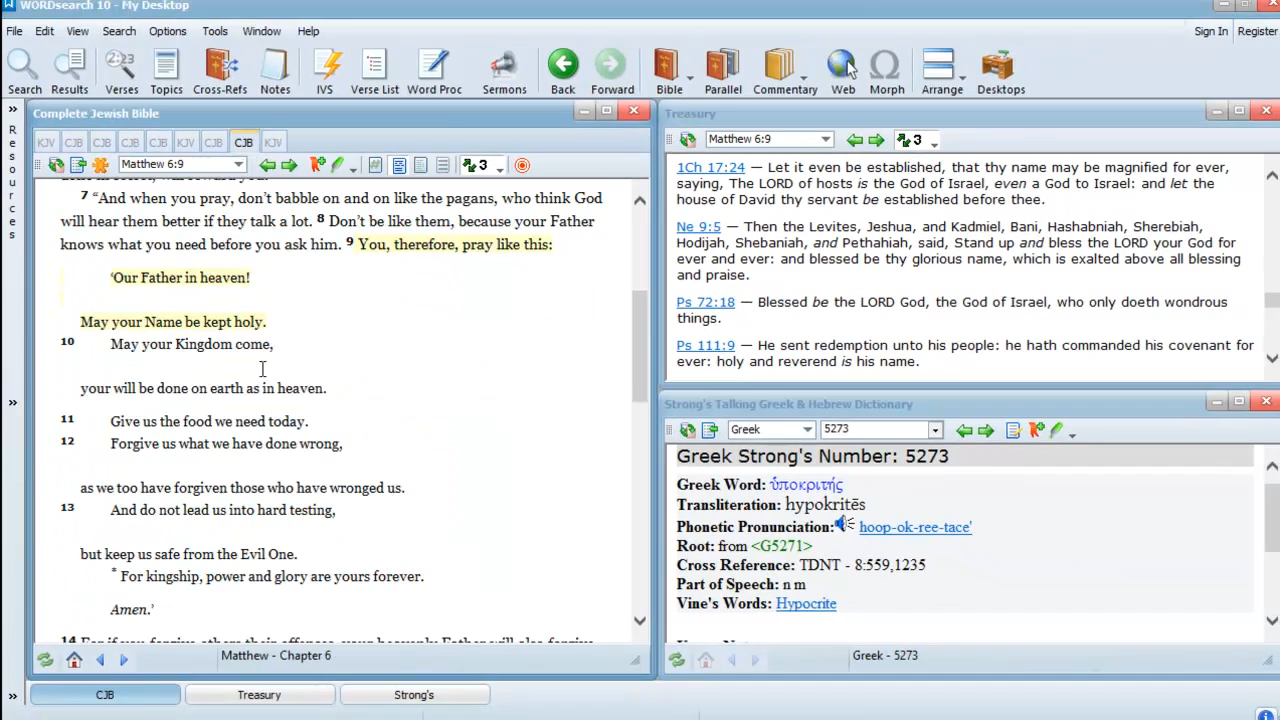 WORDsearch 10 - My Desktop
File Edit View Search Options Tools Window Help
Sign In Register
2:23
Search Results Verses Topics Cross-Refs Notes IVS Verse List Word Proc Sermons Back Forward Bible Parallel Commentary Web Morph Arrange Desktops
»
Resources
»
»
Complete Jewish Bible
KJV CJB CJB CJB CJB KJV CJB CJB KJV
Matthew 6:9
3
7 “And when you pray, don’t babble on and on like the pagans, who think God
will hear them better if they talk a lot. 8 Don’t be like them, because your Father
knows what you need before you ask him. 9 You, therefore, pray like this:
‘Our Father in heaven!
May your Name be kept holy.
10 May your Kingdom come,
your will be done on earth as in heaven.
11 Give us the food we need today.
12 Forgive us what we have done wrong,
as we too have forgiven those who have wronged us.
13 And do not lead us into hard testing,
but keep us safe from the Evil One.
* For kingship, power and glory are yours forever.
Amen.’
14 For if you forgive others their offenses, your heavenly Father will also forgive
Matthew - Chapter 6
Treasury
Matthew 6:9
3
1Ch 17:24 — Let it even be established, that thy name may be magnified for ever,
saying, The LORD of hosts is the God of Israel, even a God to Israel: and let the
house of David thy servant be established before thee.
Ne 9:5 — Then the Levites, Jeshua, and Kadmiel, Bani, Hashabniah, Sherebiah,
Hodijah, Shebaniah, and Pethahiah, said, Stand up and bless the LORD your God for
ever and ever: and blessed be thy glorious name, which is exalted above all blessing
and praise.
Ps 72:18 — Blessed be the LORD God, the God of Israel, who only doeth wondrous
things.
Ps 111:9 — He sent redemption unto his people: he hath commanded his covenant for
ever: holy and reverend is his name.
Strong's Talking Greek & Hebrew Dictionary
Greek 5273
Greek Strong's Number: 5273
Greek Word: ὑποκριτής
Transliteration: hypokritēs
Phonetic Pronunciation: hoop-ok-ree-tace'
Root: from <G5271>
Cross Reference: TDNT - 8:559,1235
Part of Speech: n m
Vine's Words: Hypocrite
Greek - 5273
CJB Treasury Strong's